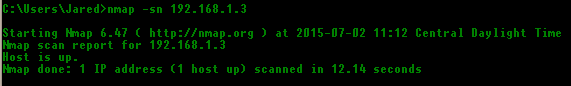 C:\Users\Jared>nmap -sn 192.168.1.3
Starting Nmap 6.47 ( http://nmap.org ) at 2015-07-02 11:12 Central Daylight Time
Nmap scan report for 192.168.1.3
Host is up.
Nmap done: 1 IP address (1 host up) scanned in 12.14 seconds